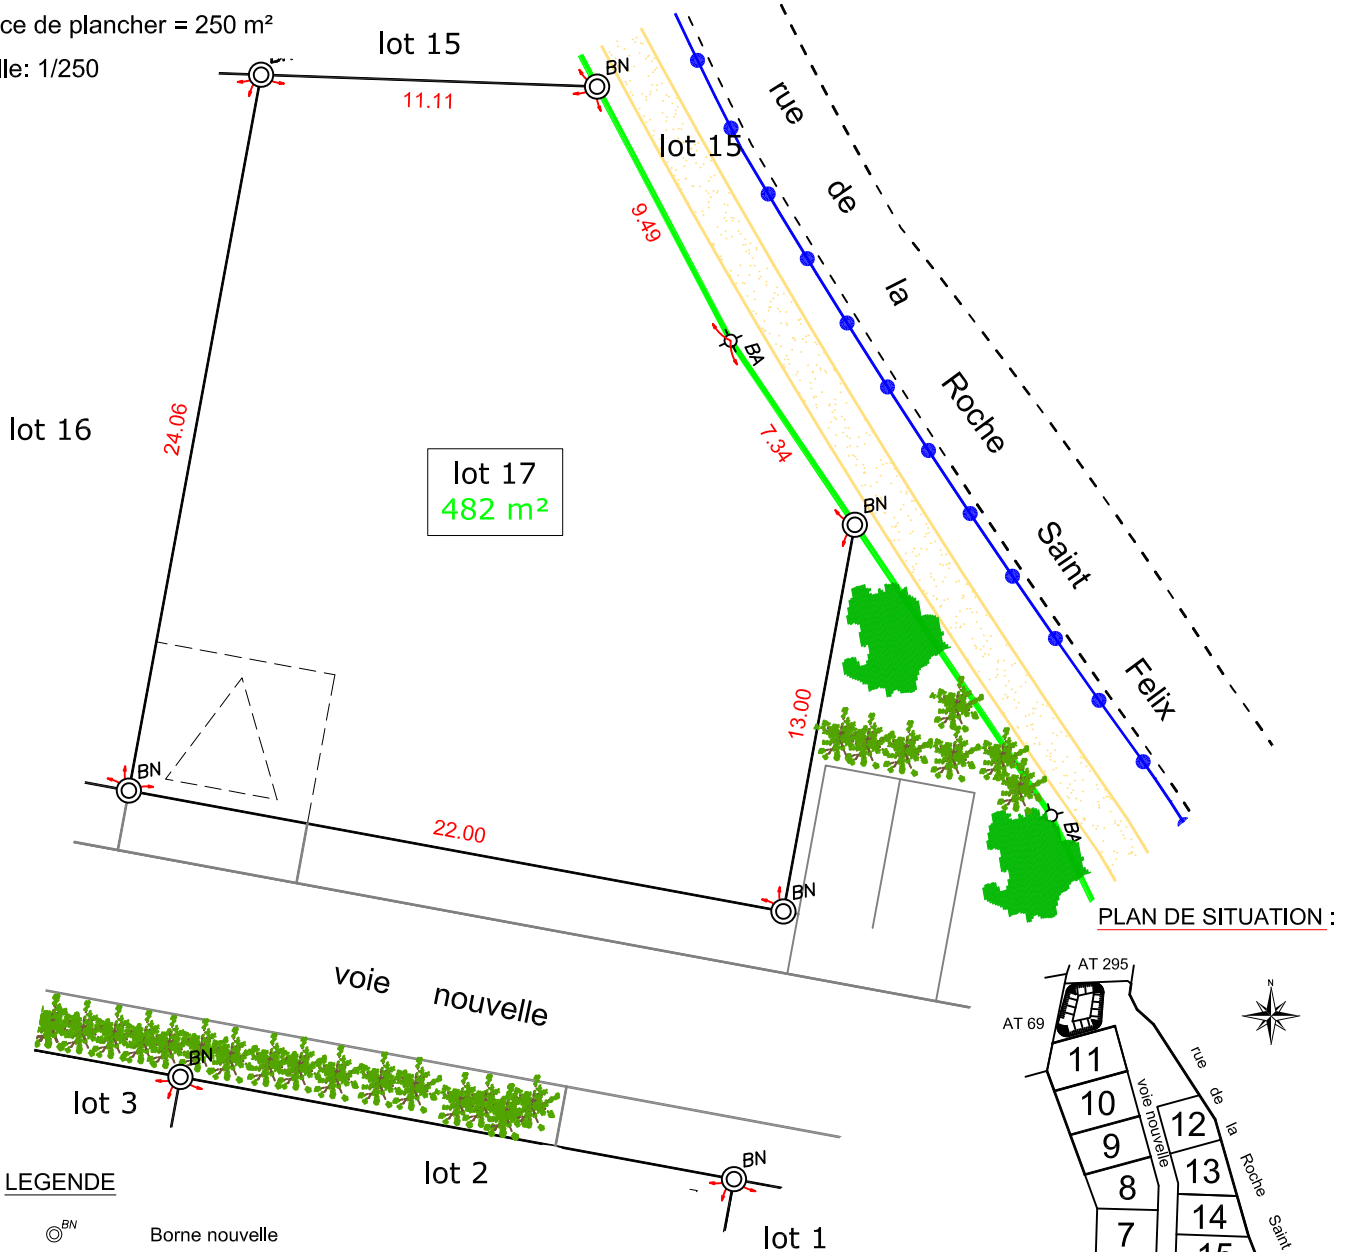 ce de plancher = 250 m²
lle: 1/250
lot 15
11.11
BN
lot 15
rue de la Roche Saint Felix
9.49
BA
24.06
lot 16
7.34
lot 17
482 m²
BN
13.00
BN
22.00
BN
BA
voie nouvelle
BN
lot 3
lot 2
BN
lot 1
LEGENDE
BN
Borne nouvelle
PLAN DE SITUATION :
AT 295
N
AT 69
11
10
9
8
7
12
13
14
15
voie nouvelle
rue de la Roche Saint